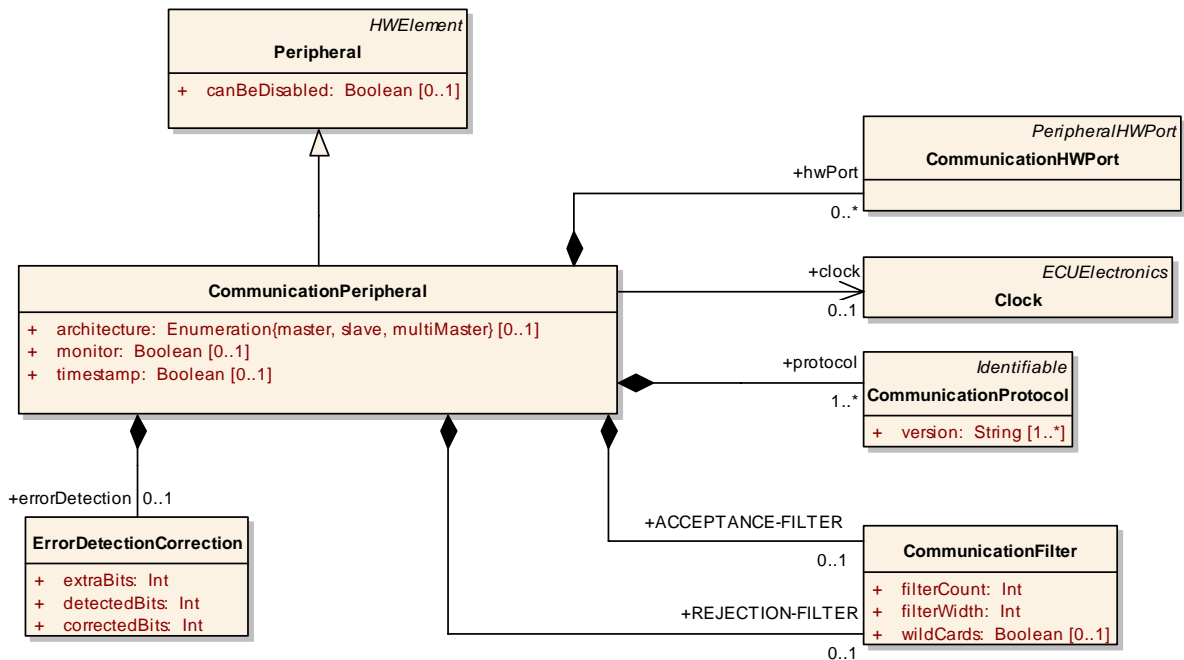 HWElement
Peripheral
+ canBeDisabled: Boolean [0..1]
PeripheralHWPort
CommunicationHWPort
+hwPort
0..*
CommunicationPeripheral
+ architecture: Enumeration{master, slave, multiMaster} [0..1]
+ monitor: Boolean [0..1]
+ timestamp: Boolean [0..1]
+clock
0..1
ECUElectronics
Clock
+protocol
1..*
Identifiable
CommunicationProtocol
+ version: String [1..*]
+errorDetection
0..1
ErrorDetectionCorrection
+ extraBits: Int
+ detectedBits: Int
+ correctedBits: Int
+ACCEPTANCE-FILTER
0..1
+REJECTION-FILTER
0..1
CommunicationFilter
+ filterCount: Int
+ filterWidth: Int
+ wildCards: Boolean [0..1]